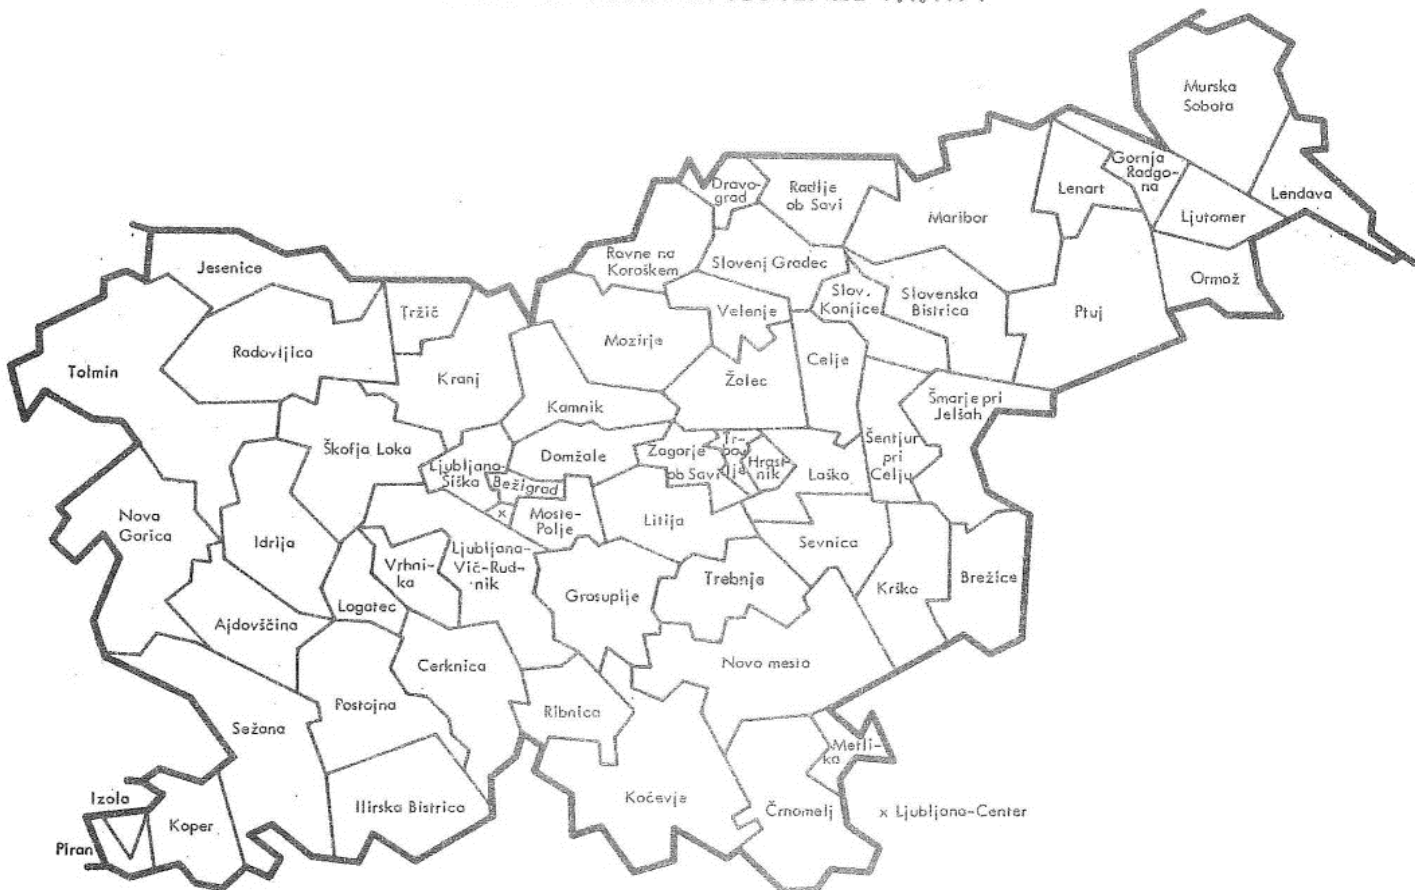 Murska
Sobota
Gornja
Radgo-
na
Lenart
Lendava
Ljutomer
Dravo-
grad
Radlje
ob Savi
Maribor
Ravne na
Koroškem
Slovenj Gradec
Ormož
Jesenice
Slov.
Konjice
Slovenska
Bistrica
Ptuj
Tržič
Velenje
Mozirje
Radovljica
Celje
Tolmin
Kranj
Žalec
Kamnik
Šmarje pri
Jelšah
Škofja Loka
Šentjur
pri
Celju
Domžale
Zagorje
ob Savi
Tr-
bov
lje
Hrast-
nik
Laško
Ljubljana-
Šiška
Bežigrad
x
Moste-
Polje
Litija
Nova
Gorica
Idrija
Sevnica
Vrhni-
ka
Ljubljana-
Vič-Rud-
nik
Trebnje
Brežice
Krško
Grosuplje
Logatec
Ajdovščina
Cerknica
Novo mesto
Postojna
Ribnica
Sežana
Metli-
ka
Izola
Ilirska Bistrica
Kočevje
Črnomelj
x Ljubljana-Center
Koper
Piran